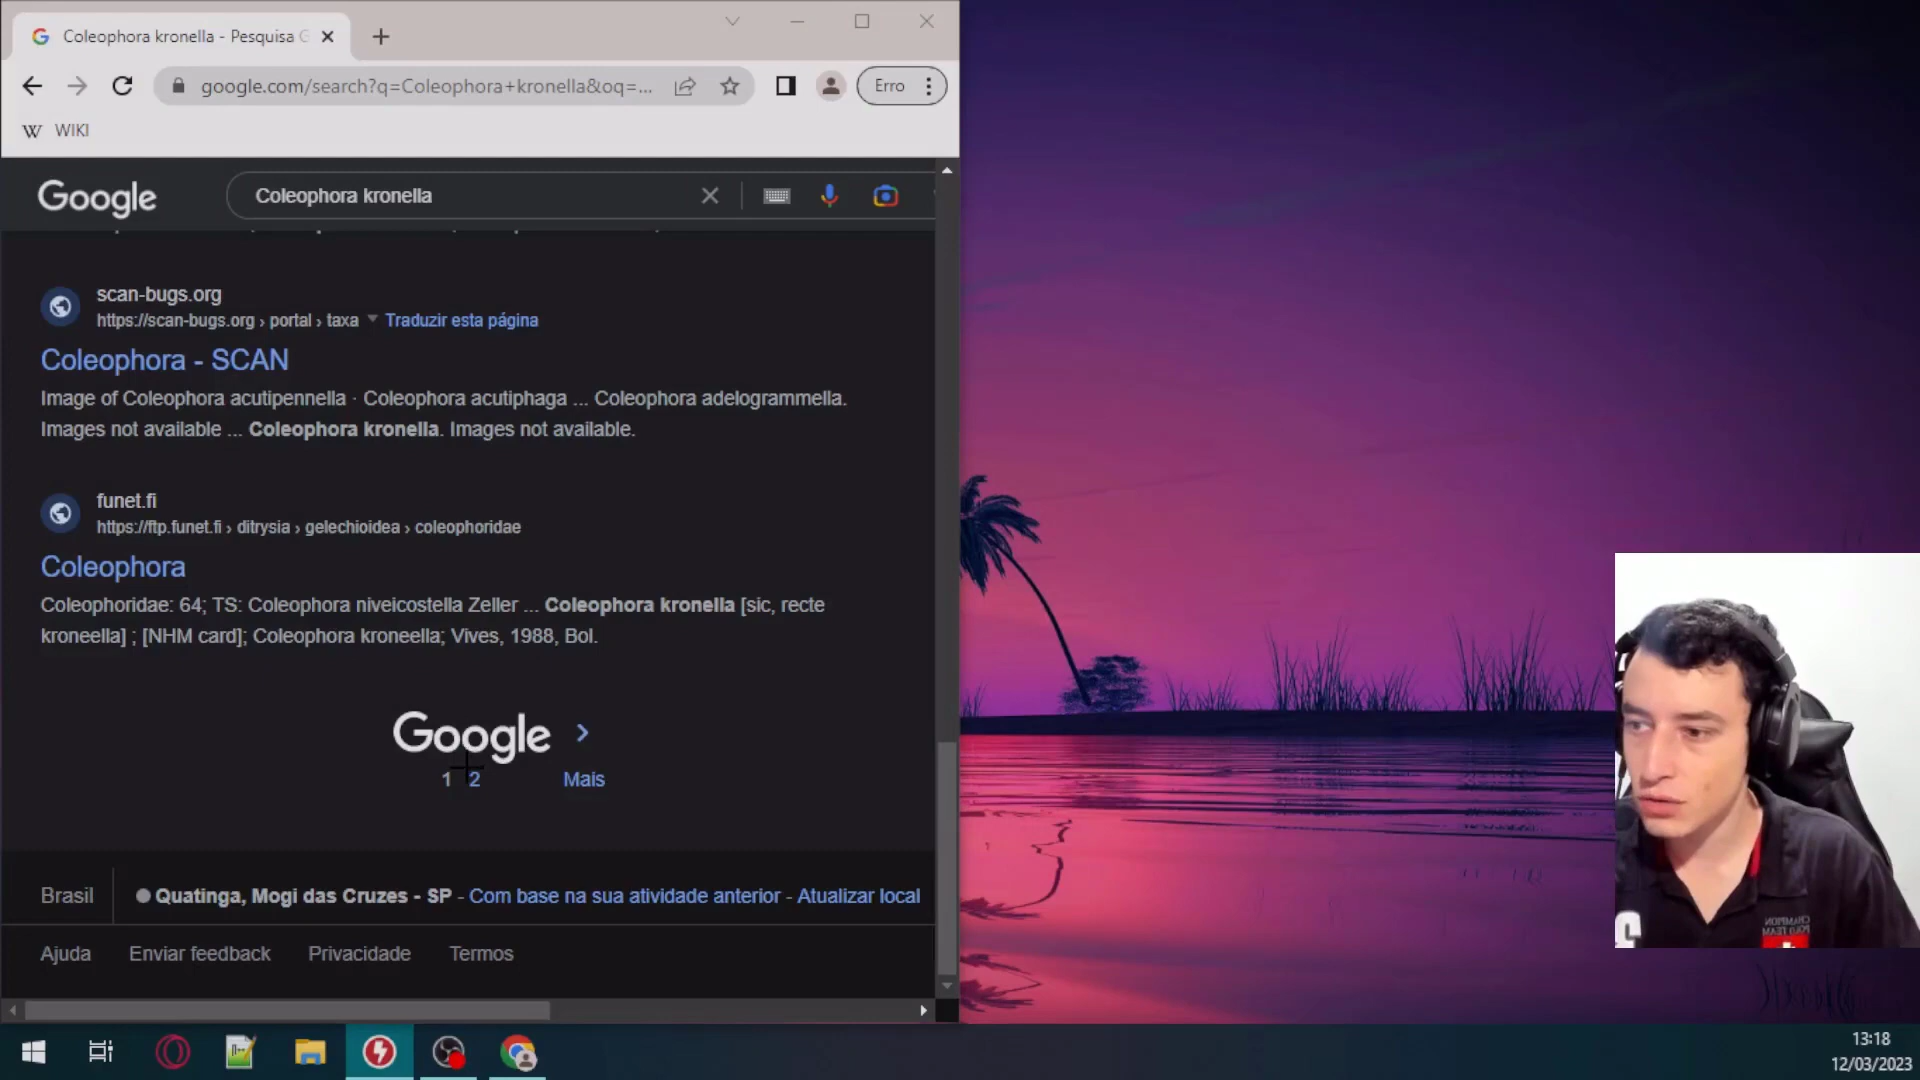 Coleophora kronella - Pesquisa G
google.com/search?q=Coleophora+kronella&oq=...
Erro
WIKI
Google
Coleophora kronella
scan-bugs.org
https://scan-bugs.org › portal › taxa
Traduzir esta página
Coleophora - SCAN
Image of Coleophora acutipennella · Coleophora acutiphaga ... Coleophora adelogrammella.
Images not available ... Coleophora kronella. Images not available.
funet.fi
https://ftp.funet.fi › ditrysia › gelechioidea › coleophoridae
Coleophora
Coleophoridae: 64; TS: Coleophora niveicostella Zeller ... Coleophora kronella [sic, recte
kroneella] ; [NHM card]; Coleophora kroneella; Vives, 1988, Bol.
Google >
1 2 Mais
Brasil
Quatinga, Mogi das Cruzes - SP - Com base na sua atividade anterior - Atualizar local
Ajuda Enviar feedback Privacidade Termos
CHAMPION
POLO TEAM
13:18
12/03/2023